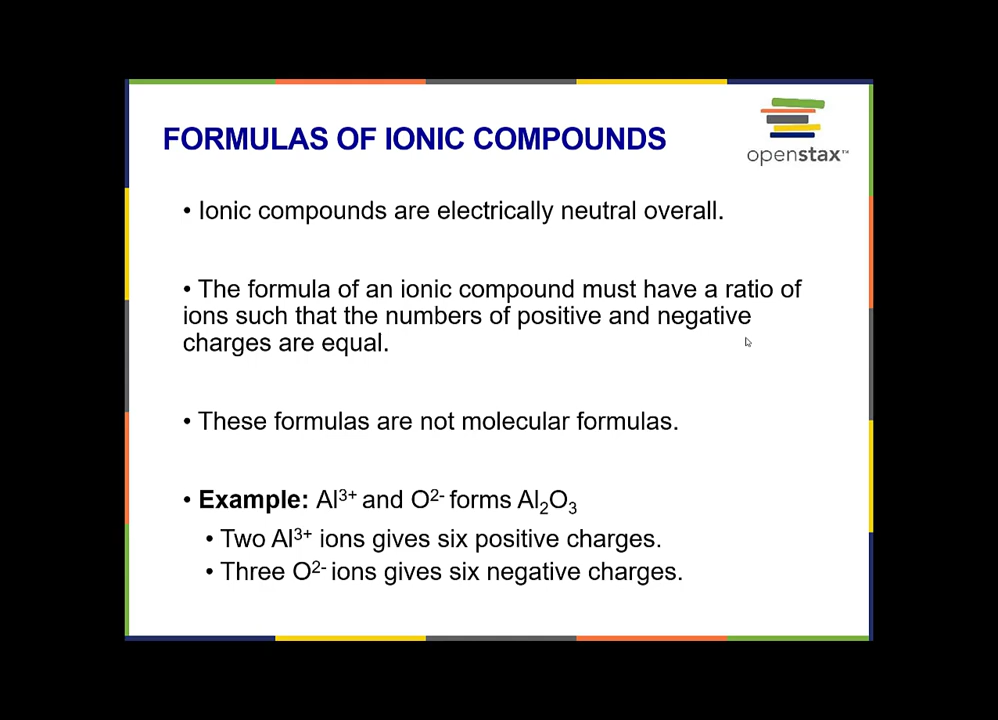 FORMULAS OF IONIC COMPOUNDS
openstax™
• Ionic compounds are electrically neutral overall.
• The formula of an ionic compound must have a ratio of
ions such that the numbers of positive and negative
charges are equal.
• These formulas are not molecular formulas.
• Example: Al³⁺ and O²⁻ forms Al₂O₃
• Two Al³⁺ ions gives six positive charges.
• Three O²⁻ ions gives six negative charges.